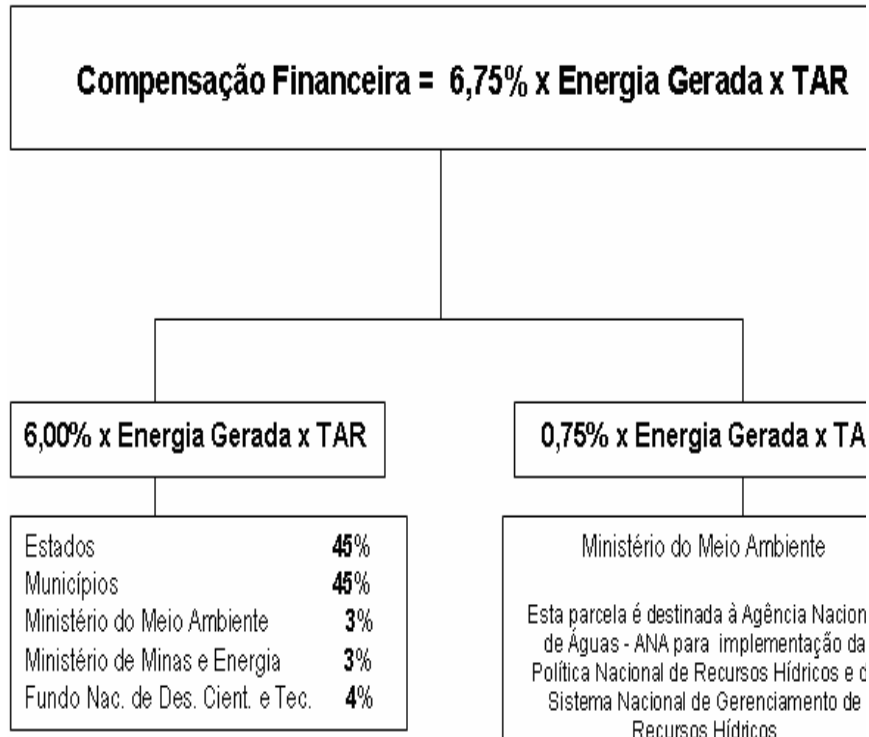 Compensação Financeira = 6,75% x Energia Gerada x TAR
6,00% x Energia Gerada x TAR
Estados 45%
Municípios 45%
Ministério do Meio Ambiente 3%
Ministério de Minas e Energia 3%
Fundo Nac. de Des. Cient. e Tec. 4%
0,75% x Energia Gerada x TA
Ministério do Meio Ambiente
Esta parcela é destinada à Agência Nacion
de Águas - ANA para implementação da
Política Nacional de Recursos Hídricos e d
Sistema Nacional de Gerenciamento de
Recursos Hídricos